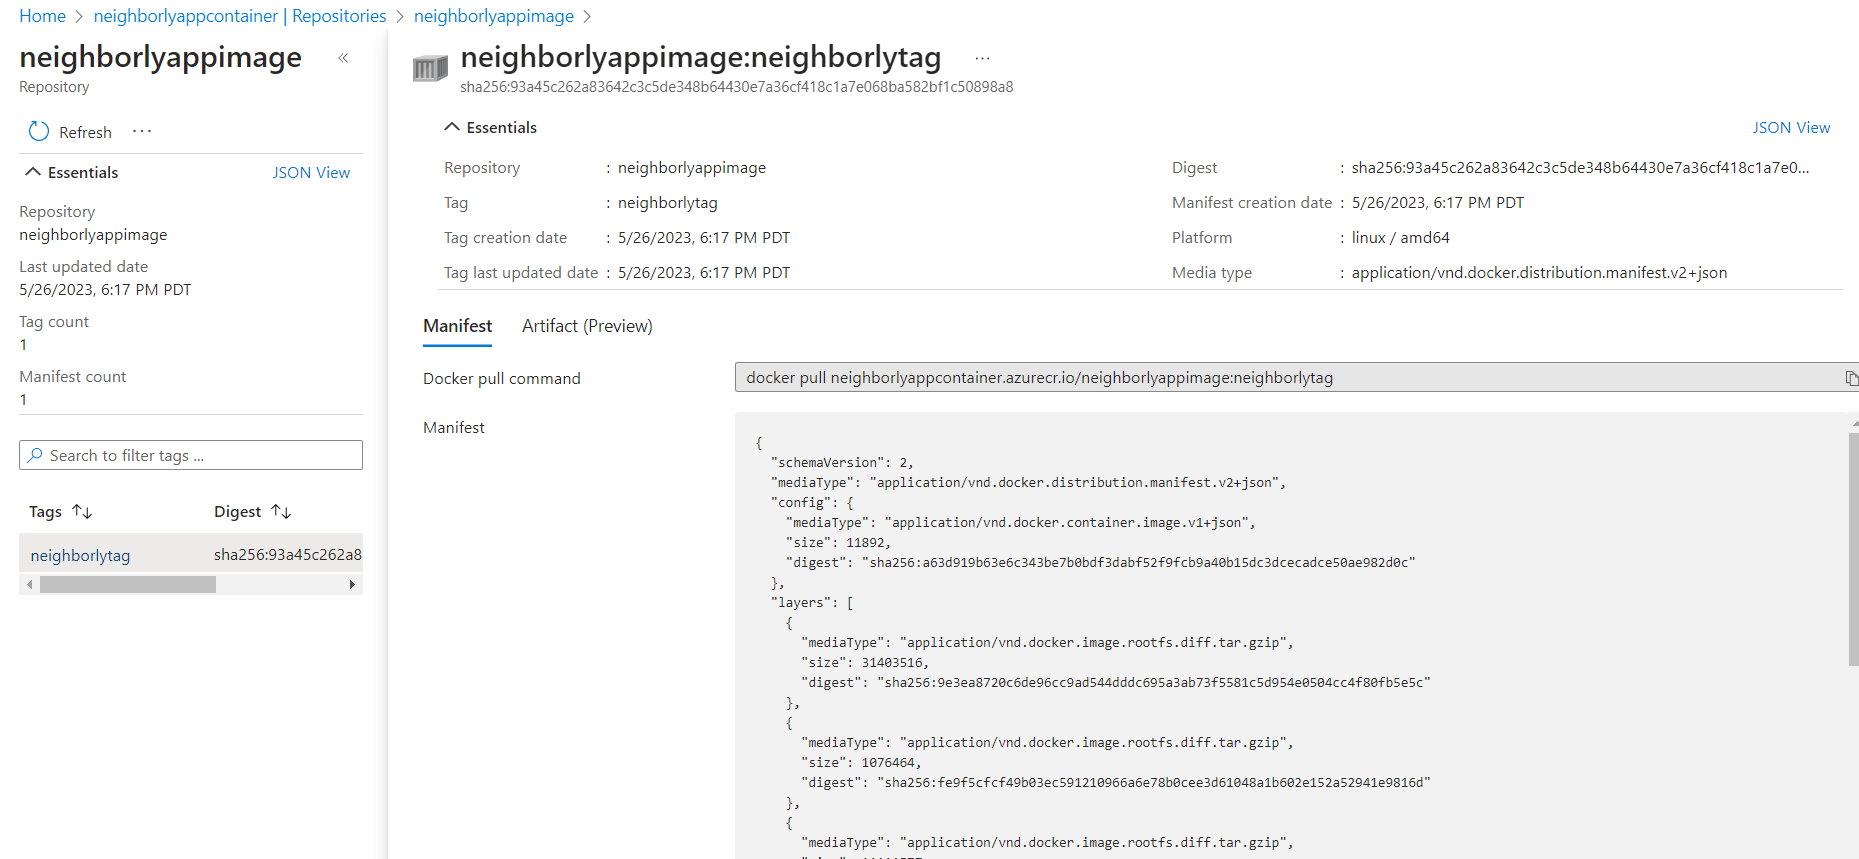 Home > neighborlyappcontainer | Repositories > neighborlyappimage >
neighborlyappimage «
Repository
Refresh ...
Essentials JSON View
Repository
neighborlyappimage
Last updated date
5/26/2023, 6:17 PM PDT
Tag count
1
Manifest count
1
Search to filter tags ...
Tags ↑↓ Digest ↑↓
neighborlytag sha256:93a45c262a8
neighborlyappimage:neighborlytag ...
sha256:93a45c262a83642c3c5de348b64430e7a36cf418c1a7e068ba582bf1c50898a8
Essentials JSON View
Repository : neighborlyappimage
Tag : neighborlytag
Tag creation date : 5/26/2023, 6:17 PM PDT
Tag last updated date : 5/26/2023, 6:17 PM PDT
Digest : sha256:93a45c262a83642c3c5de348b64430e7a36cf418c1a7e0...
Manifest creation date : 5/26/2023, 6:17 PM PDT
Platform : linux / amd64
Media type : application/vnd.docker.distribution.manifest.v2+json
Manifest Artifact (Preview)
Docker pull command docker pull neighborlyappcontainer.azurecr.io/neighborlyappimage:neighborlytag
Manifest
{
"schemaVersion": 2,
"mediaType": "application/vnd.docker.distribution.manifest.v2+json",
"config": {
"mediaType": "application/vnd.docker.container.image.v1+json",
"size": 11892,
"digest": "sha256:a63d919b63e6c343be7b0bdf3dabf52f9fcb9a40b15dc3dcecadce50ae982d0c"
},
"layers": [
{
"mediaType": "application/vnd.docker.image.rootfs.diff.tar.gzip",
"size": 31403516,
"digest": "sha256:9e3ea8720c6de96cc9ad544dddc695a3ab73f5581c5d954e0504cc4f80fb5e5c"
},
{
"mediaType": "application/vnd.docker.image.rootfs.diff.tar.gzip",
"size": 1076464,
"digest": "sha256:fe9f5cfcf49b03ec591210966a6e78b0cee3d61048a1b602e152a52941e9816d"
},
{
"mediaType": "application/vnd.docker.image.rootfs.diff.tar.gzip",